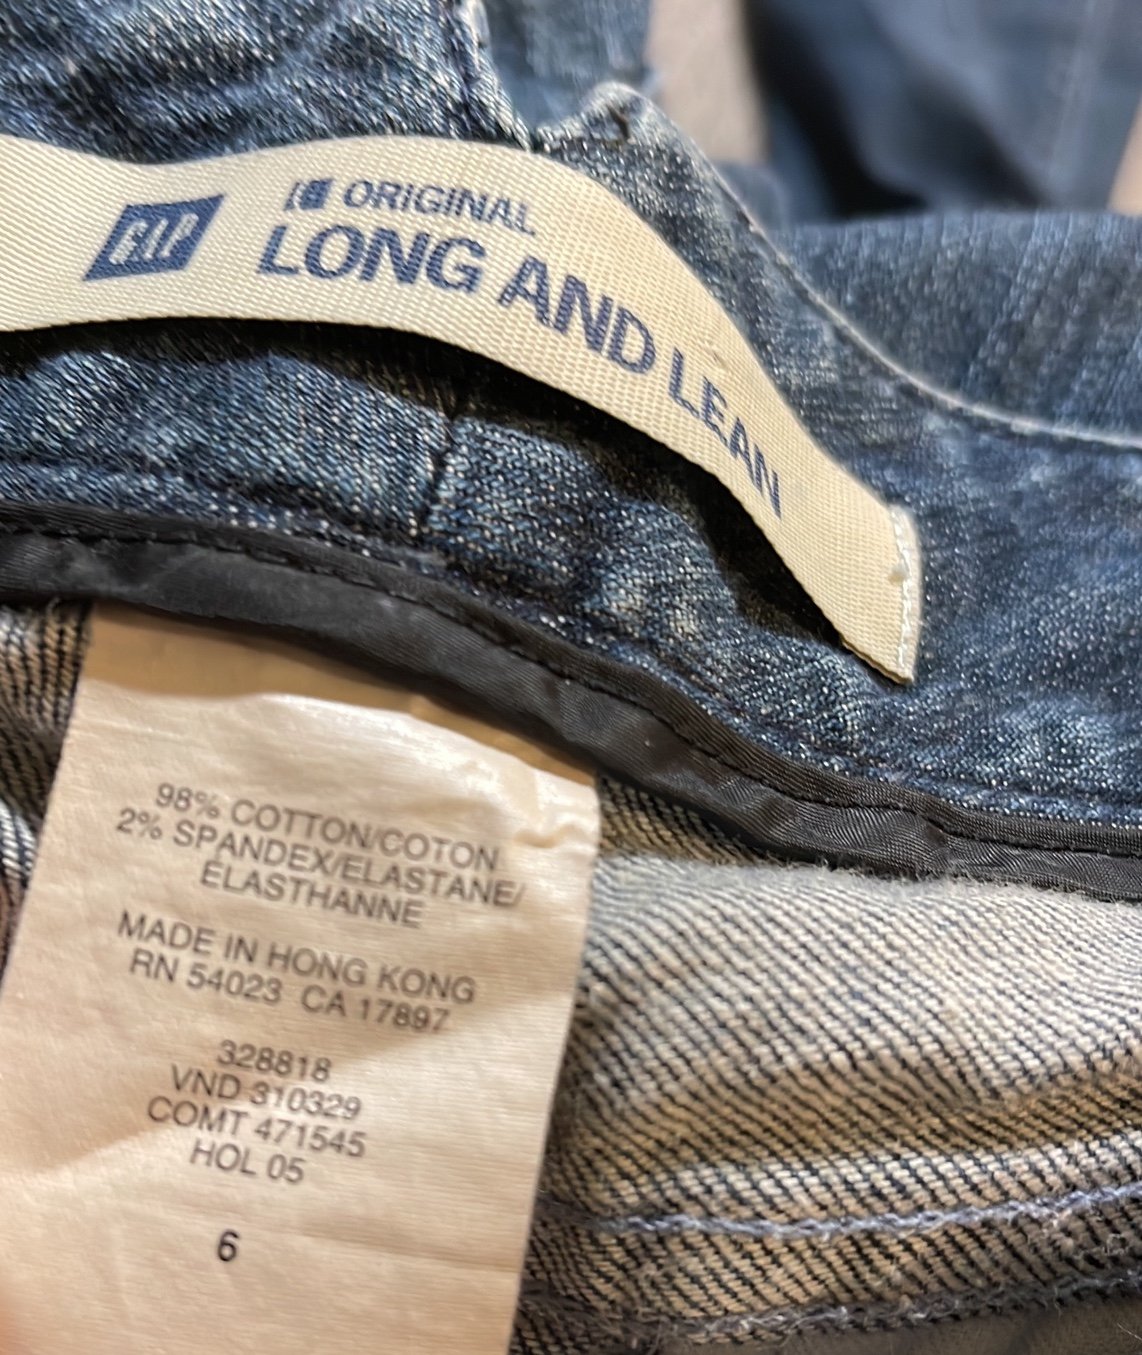 GAP
ORIGINAL
LONG AND LEAN
98% COTTON/COTON
2% SPANDEX/ELASTANE/
ÉLASTHANNE
MADE IN HONG KONG
RN 54023 CA 17897
328818
VND 310329
COMT 471545
HOL 05
6